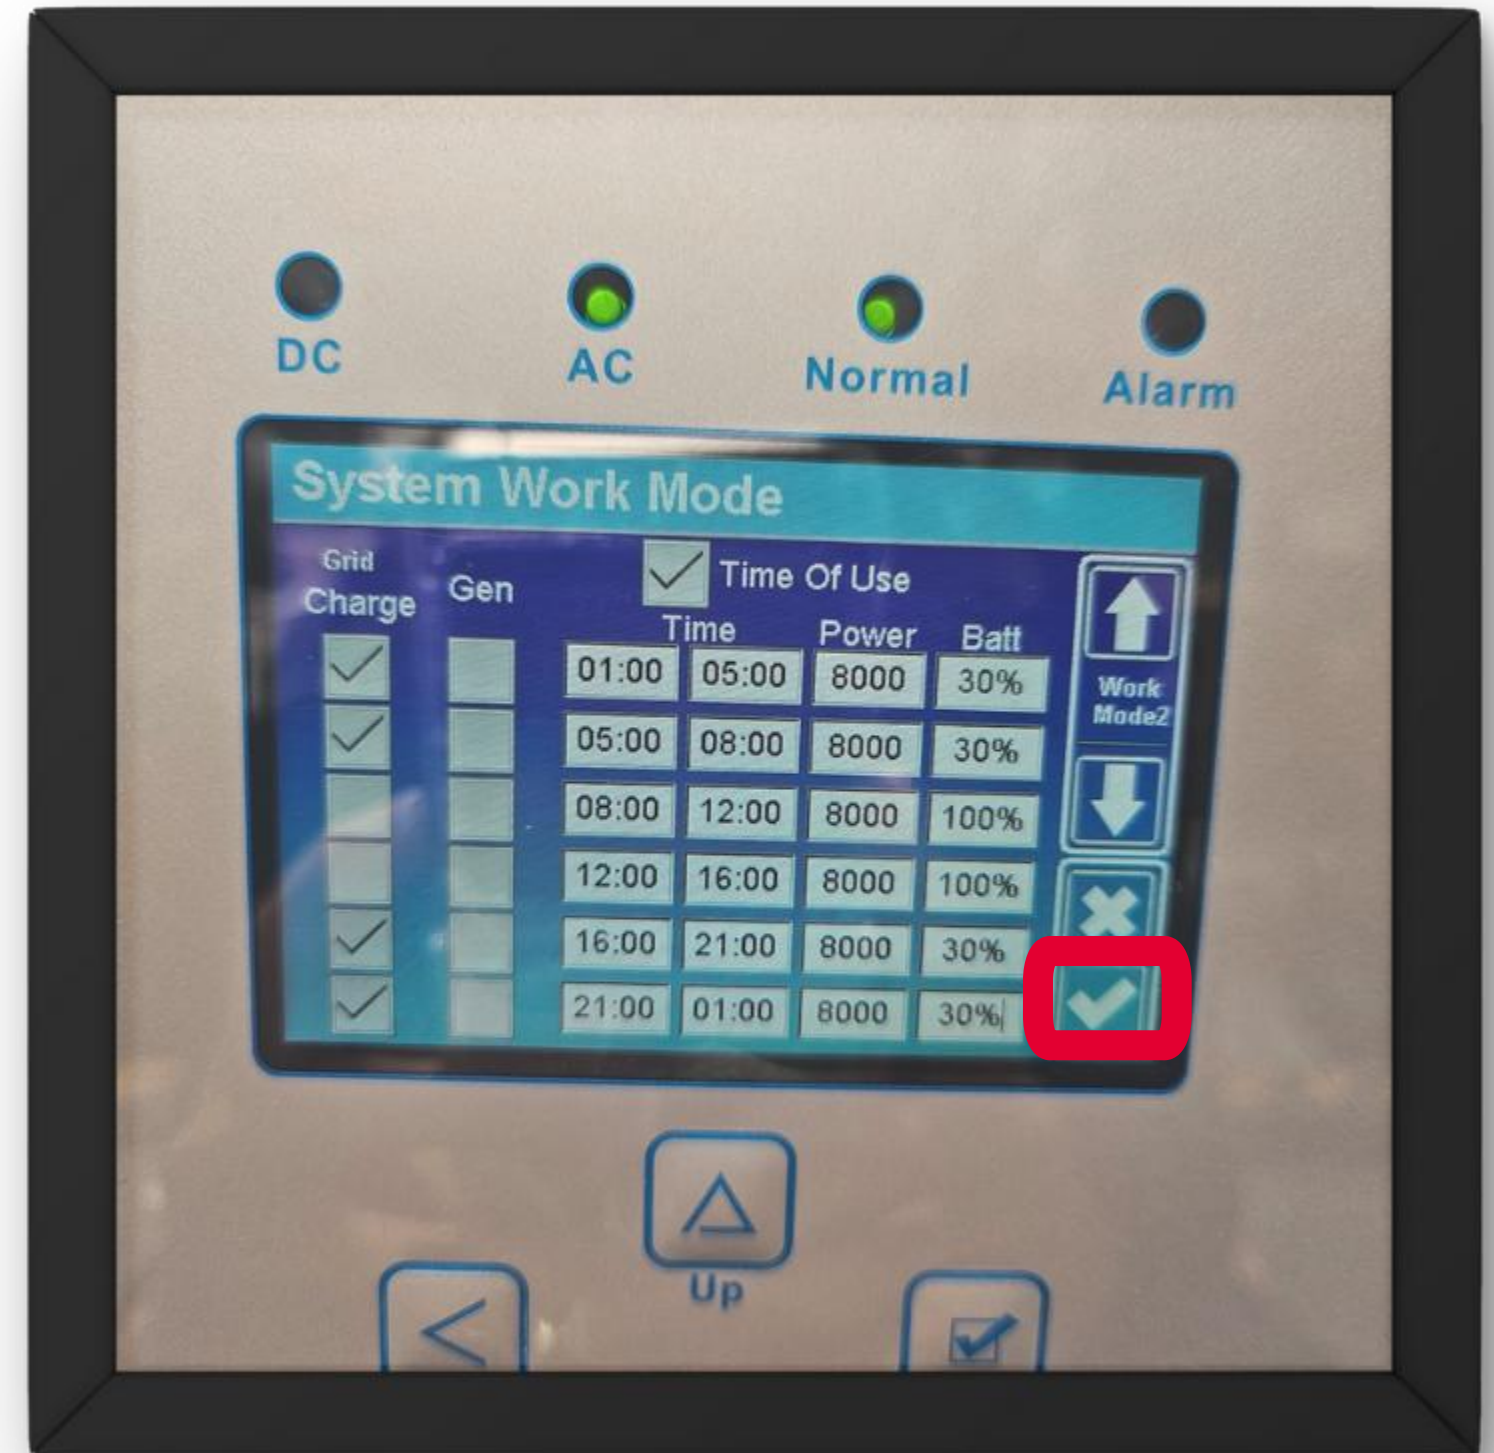 DC AC Normal Alarm
System Work Mode
Grid
Charge Gen Time Of Use
Time Power Batt
01:00 05:00 8000 30%
Work
Mode2
05:00 08:00 8000 30%
08:00 12:00 8000 100%
12:00 16:00 8000 100%
16:00 21:00 8000 30%
21:00 01:00 8000 30%
Up